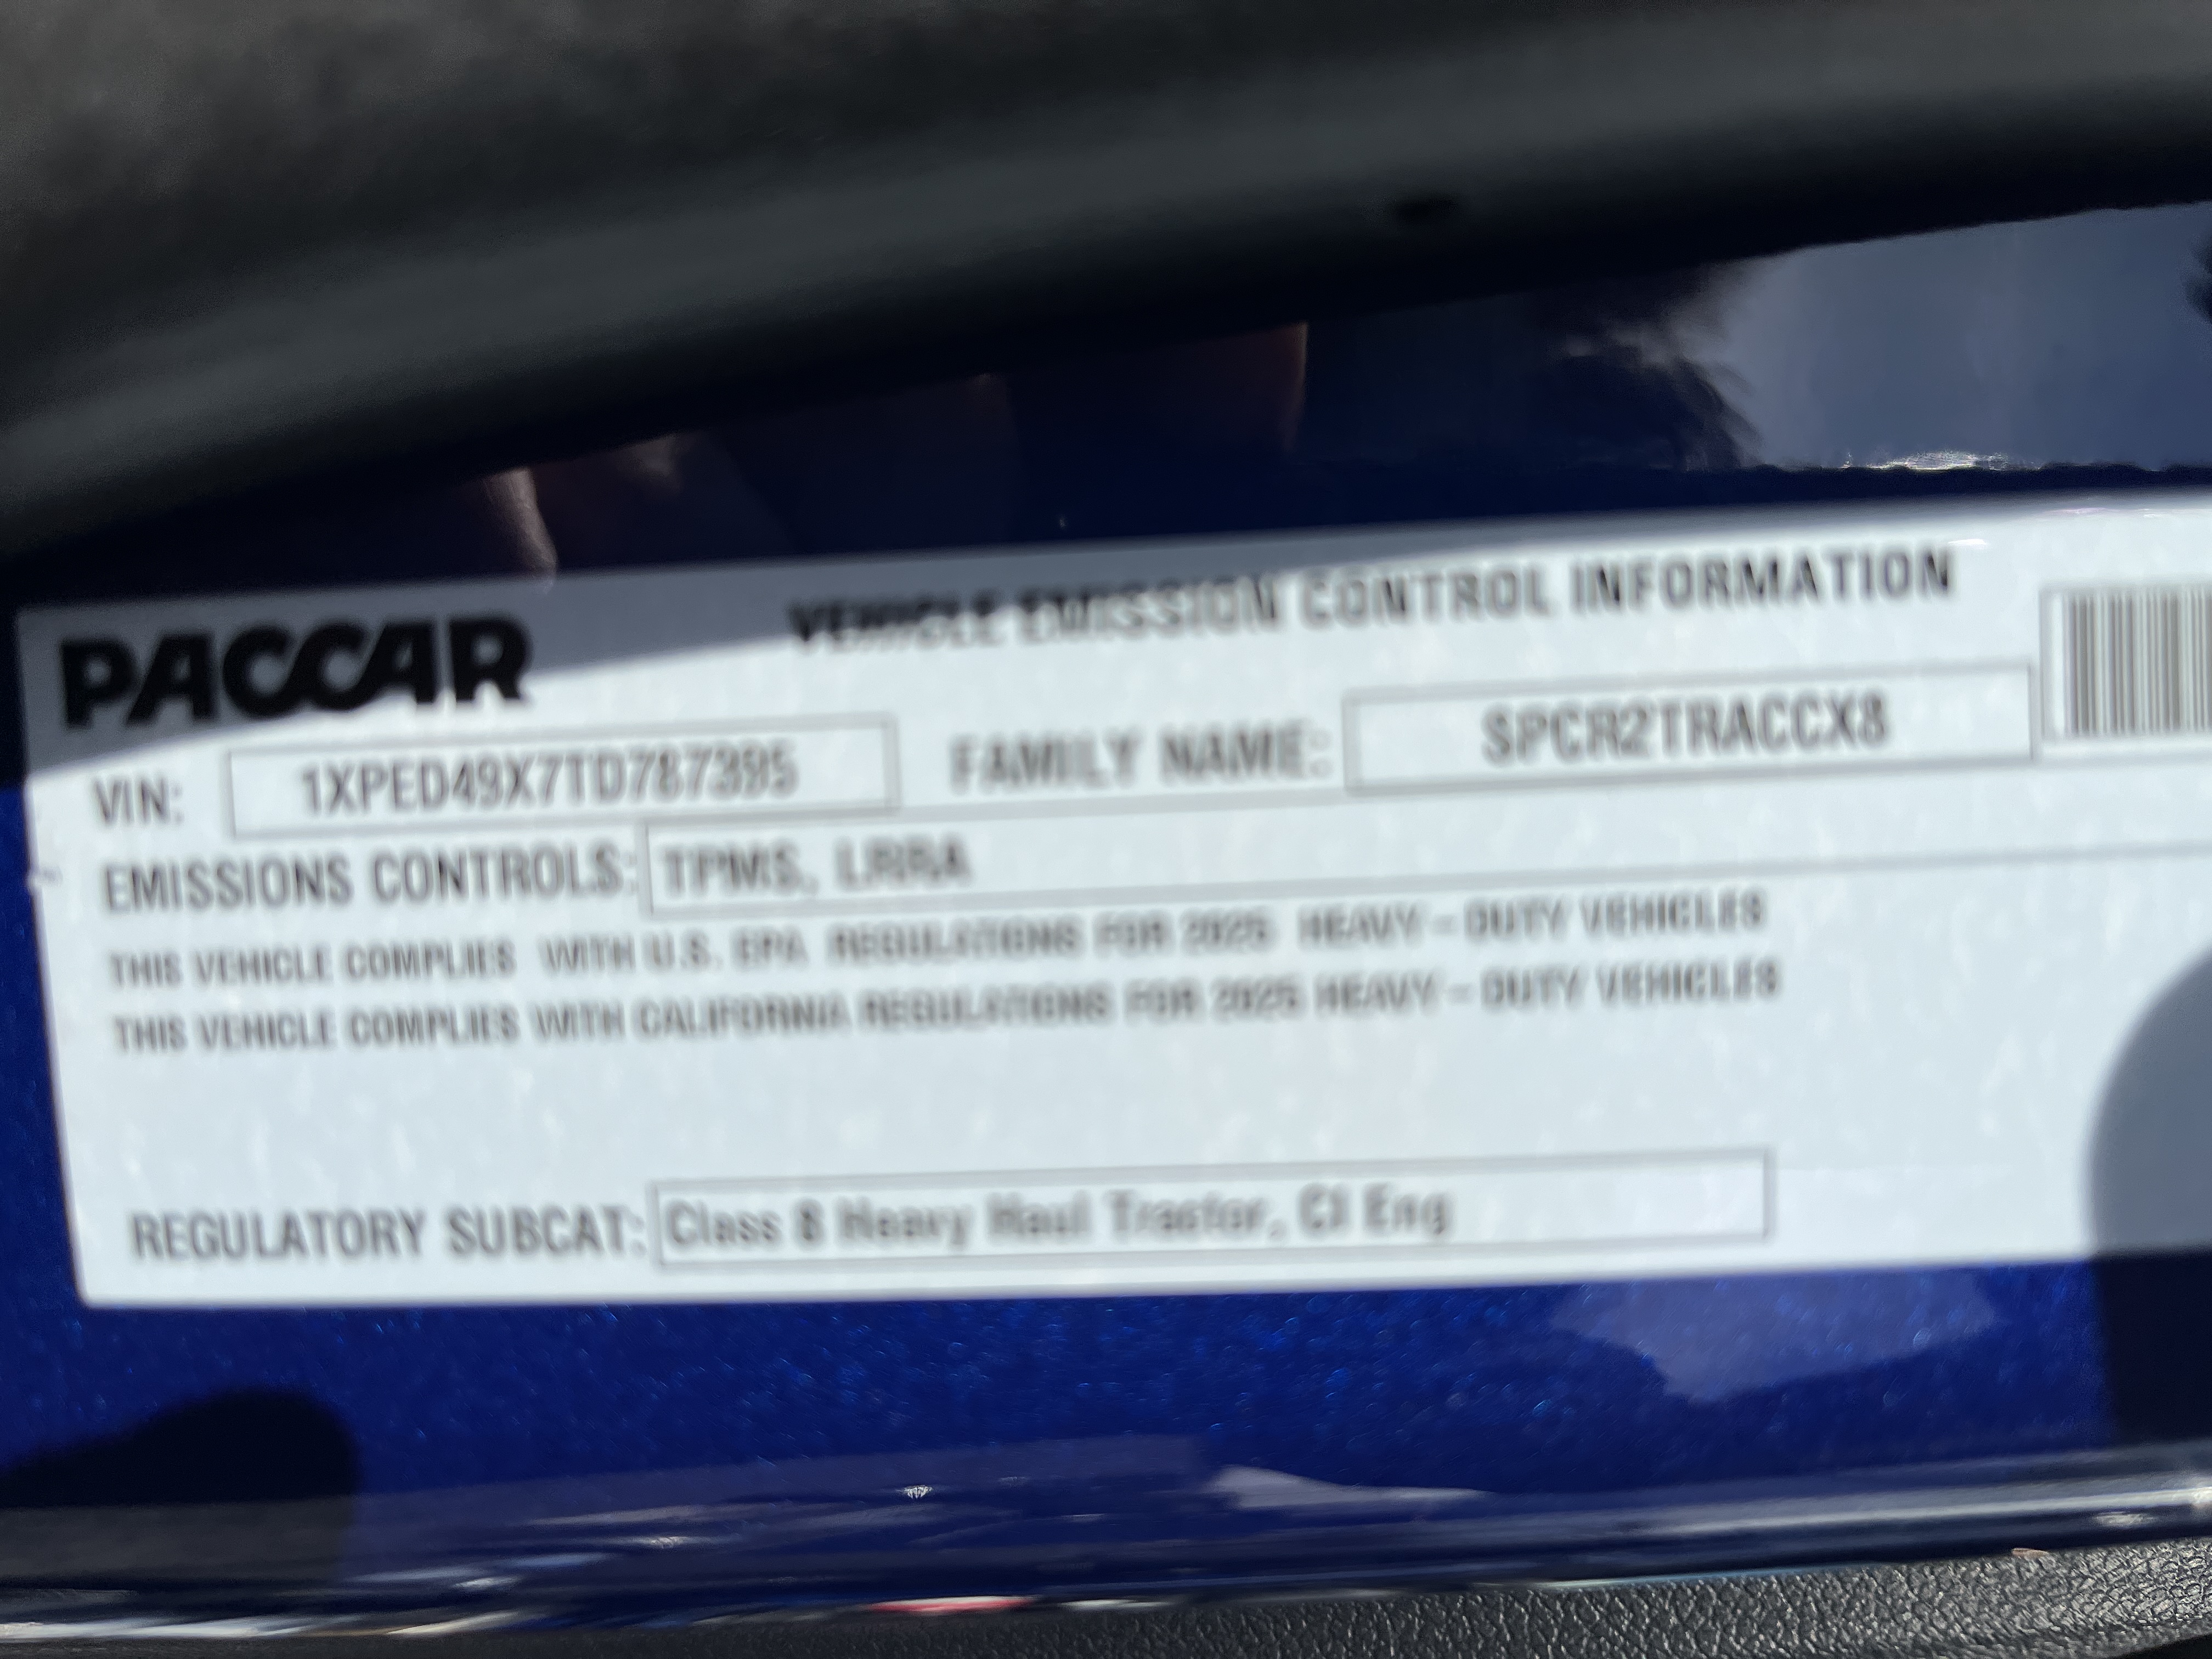 PACCAR
VEHICLE EMISSION CONTROL INFORMATION
VIN: 1XPED49X7TD787395 FAMILY NAME: SPCR2TRACCX8
EMISSIONS CONTROLS: TPMS, LRRA
THIS VEHICLE COMPLIES WITH U.S. EPA REGULATIONS FOR 2025 HEAVY - DUTY VEHICLES
THIS VEHICLE COMPLIES WITH CALIFORNIA REGULATIONS FOR 2025 HEAVY - DUTY VEHICLES
REGULATORY SUBCAT: Class 8 Heavy Haul Tractor, CI Eng